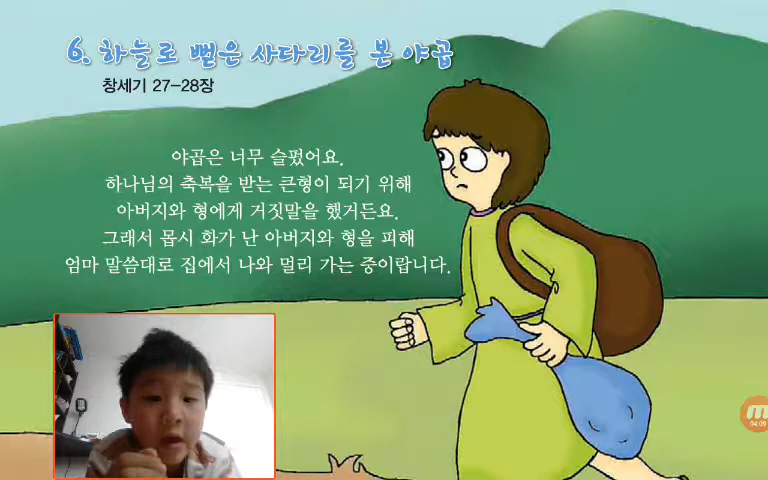 6. 하늘로 뻗은 사다리를 본 야곱
창세기 27-28장
야곱은 너무 슬펐어요.
하나님의 축복을 받는 큰형이 되기 위해
아버지와 형에게 거짓말을 했거든요.
그래서 몹시 화가 난 아버지와 형을 피해
엄마 말씀대로 집에서 나와 멀리 가는 중이랍니다.
M
04:09